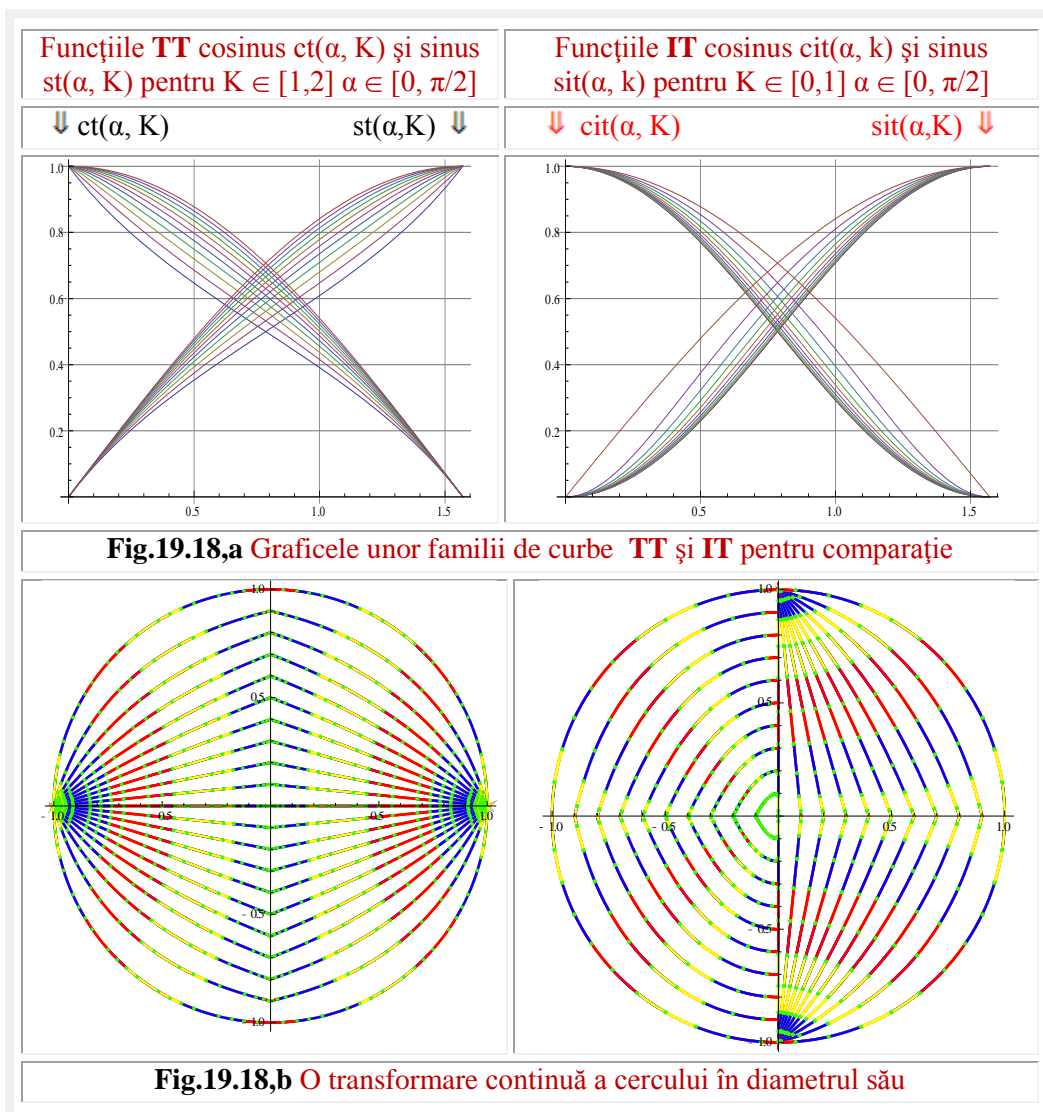 Funcţiile TT cosinus ct(α, K) şi sinus
st(α, K) pentru K ∈ [1,2] α ∈ [0, π/2]
Funcţiile IT cosinus cit(α, k) şi sinus
sit(α, k) pentru K ∈ [0,1] α ∈ [0, π/2]
⇓ ct(α, K) st(α,K) ⇓
⇓ cit(α, K) sit(α,K) ⇓
1.0
0.8
0.6
0.4
0.2
0.5 1.0 1.5
1.0
0.8
0.6
0.4
0.2
0.5 1.0 1.5
Fig.19.18,a Graficele unor familii de curbe TT şi IT pentru comparaţie
1.0
0.5
- 1.0 0.5 0.5 1.0
- 0.5
1.0
1.0
0.5
- 1.0 - 0.5 0.5 1.0
- 0.5
- 1.0
Fig.19.18,b O transformare continuă a cercului în diametrul său